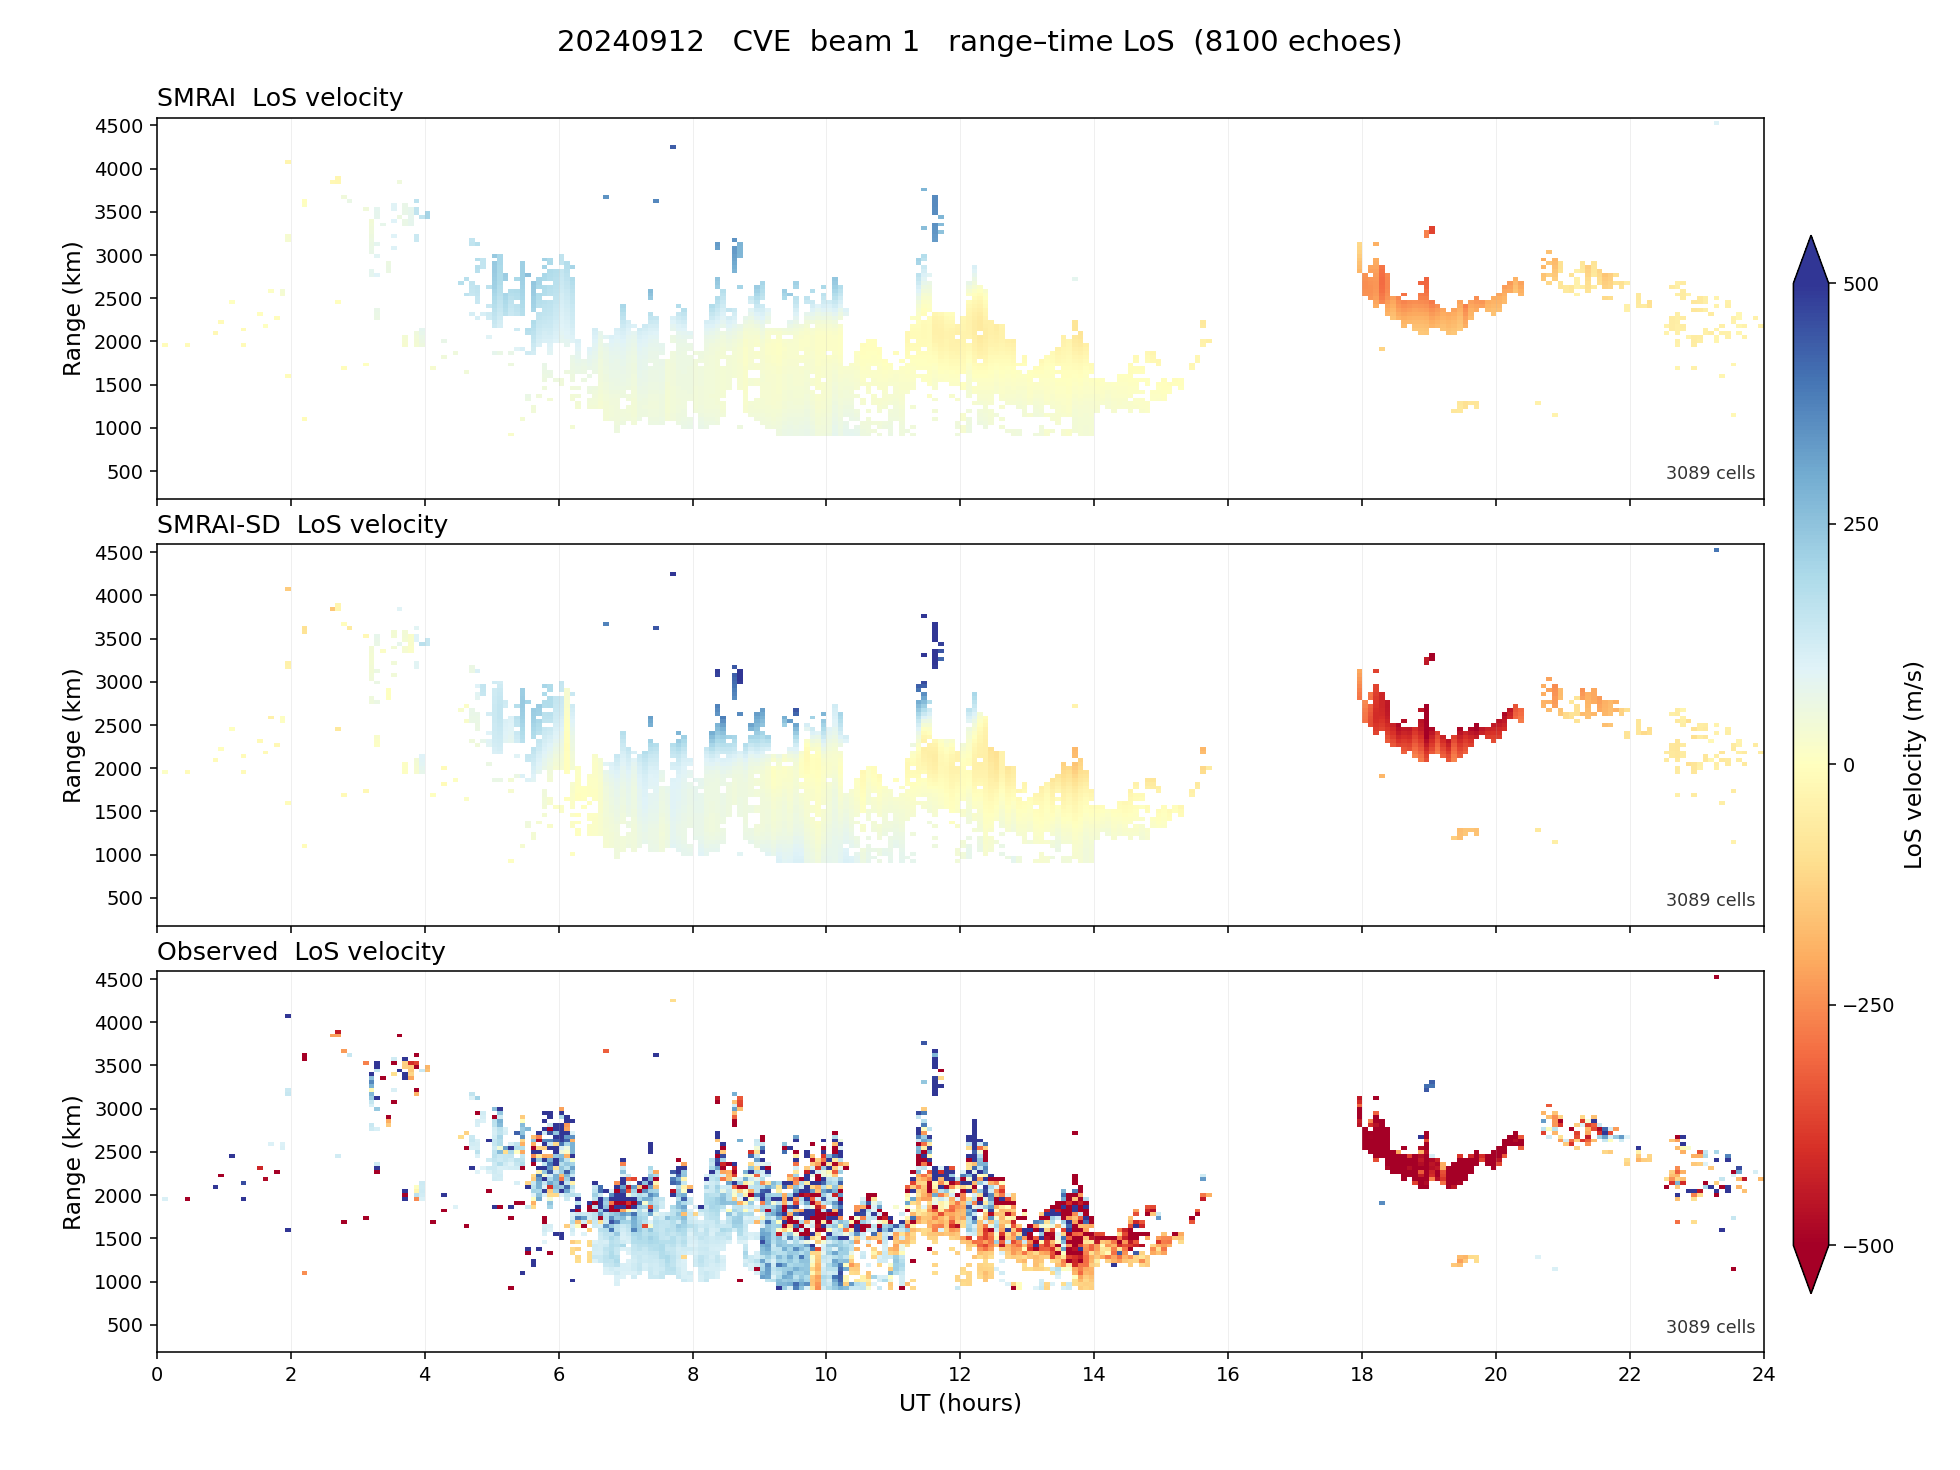 20240912 CVE beam 1 range–time LoS (8100 echoes)
SMRAI LoS velocity
4500
4000
3500
3000
2500
2000
1500
1000
500
Range (km)
3089 cells
SMRAI-SD LoS velocity
4500
4000
3500
3000
2500
2000
1500
1000
500
Range (km)
3089 cells
Observed LoS velocity
4500
4000
3500
3000
2500
2000
1500
1000
500
Range (km)
3089 cells
0 2 4 6 8 10 12 14 16 18 20 22 24
UT (hours)
500
250
0
−250
−500
LoS velocity (m/s)